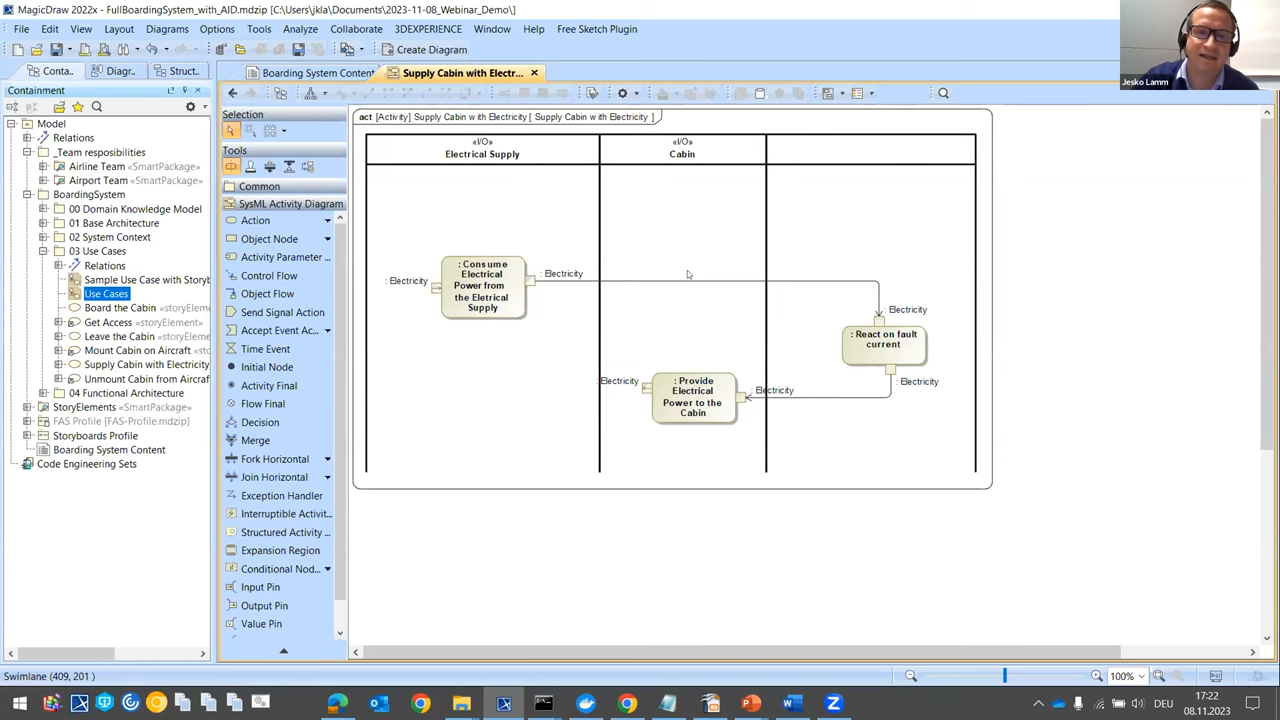 MagicDraw 2022x - FullBoardingSystem_with_AID.mdzip [C:\Users\jkla\Documents\2023-11-08_Webinar_Demo\]
File Edit View Layout Diagrams Options Tools Analyze Collaborate 3DEXPERIENCE Window Help Free Sketch Plugin
Create Diagram
Jesko Lamm
Conta... Diagr... Struct...
Boarding System Content
Supply Cabin with Electr...
Containment
Model
Relations
_Team resposibilities
Airline Team «SmartPackage»
Airport Team «SmartPackage»
BoardingSystem
00 Domain Knowledge Model
01 Base Architecture
02 System Context
03 Use Cases
Relations
Sample Use Case with Storyb
Use Cases
Board the Cabin «storyEleme
Get Access «storyElement»
Leave the Cabin «storyEleme
Mount Cabin on Aircraft «sto
Supply Cabin with Electricity
Unmount Cabin from Aircraft
04 Functional Architecture
StoryElements «SmartPackage»
FAS Profile [FAS-Profile.mdzip]
Storyboards Profile
Boarding System Content
Code Engineering Sets
Selection
Tools
Common
SysML Activity Diagram
Action
Object Node
Activity Parameter ...
Control Flow
Object Flow
Send Signal Action
Accept Event Ac...
Time Event
Initial Node
Activity Final
Flow Final
Decision
Merge
Fork Horizontal
Join Horizontal
Exception Handler
Interruptible Activit..
Structured Activity ..
Expansion Region
Conditional Nod...
Input Pin
Output Pin
Value Pin
act [Activity] Supply Cabin with Electricity [ Supply Cabin with Electricity ]
«I/O»
Electrical Supply
«I/O»
Cabin
: Electricity
: Consume
Electrical
Power from
the Eletrical
Supply
: Electricity
: Electricity
: React on fault
current
: Electricity
: Electricity
: Provide
Electrical
Power to the
Cabin
: Electricity
Swimlane (409, 201 )
100%
DEU
17:22
08.11.2023